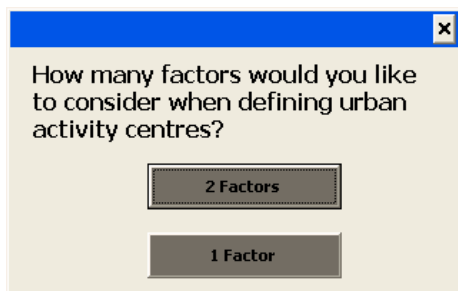 How many factors would you like
to consider when defining urban
activity centres?
2 Factors
1 Factor